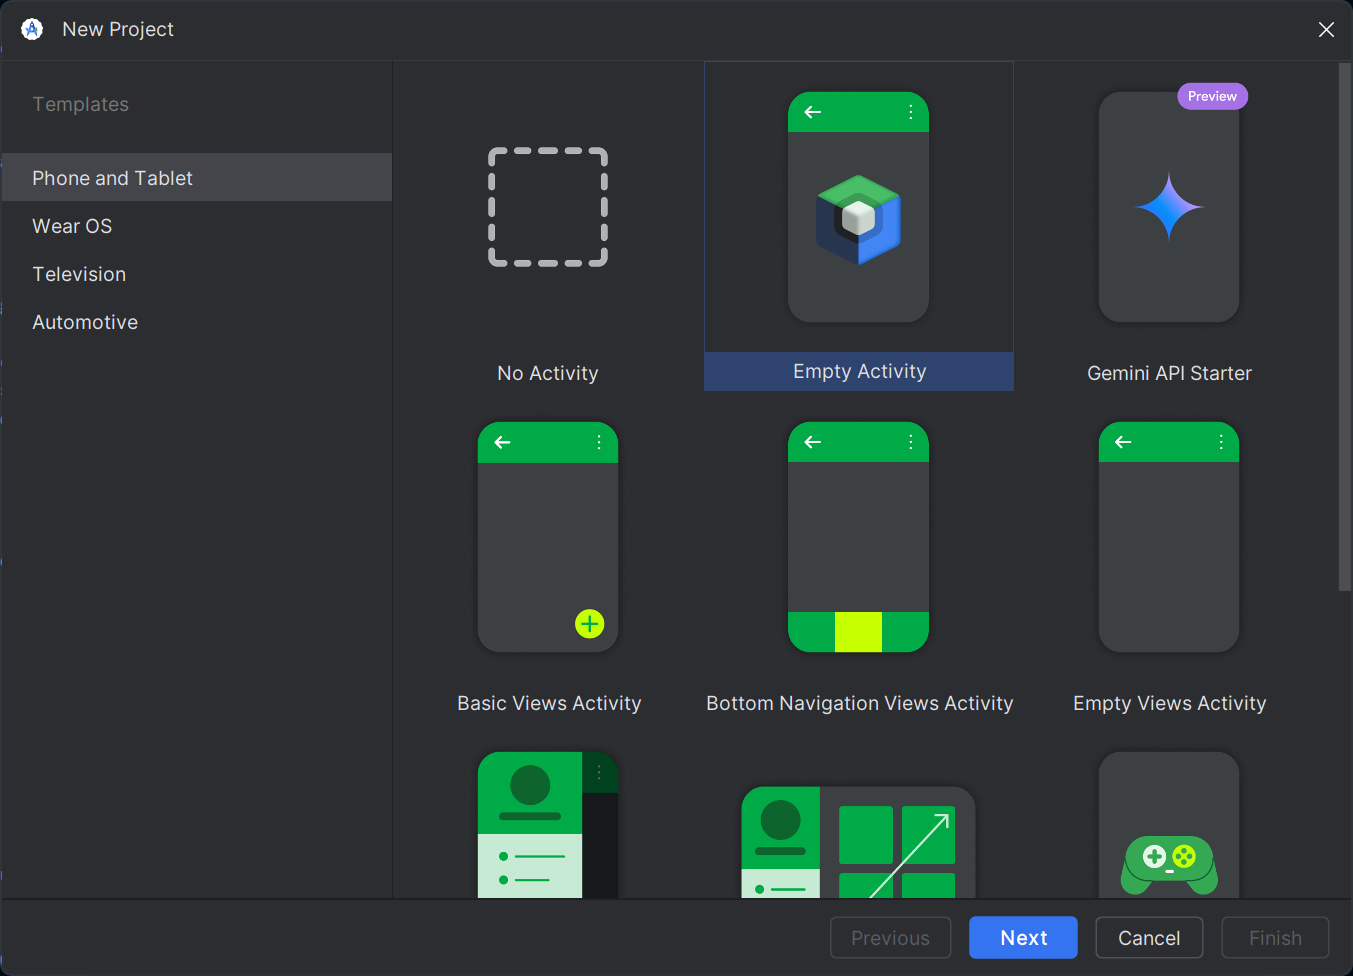 New Project
Templates
Phone and Tablet
Wear OS
Television
Automotive
Preview
No Activity
Empty Activity
Gemini API Starter
Basic Views Activity
Bottom Navigation Views Activity
Empty Views Activity
Previous
Next
Cancel
Finish